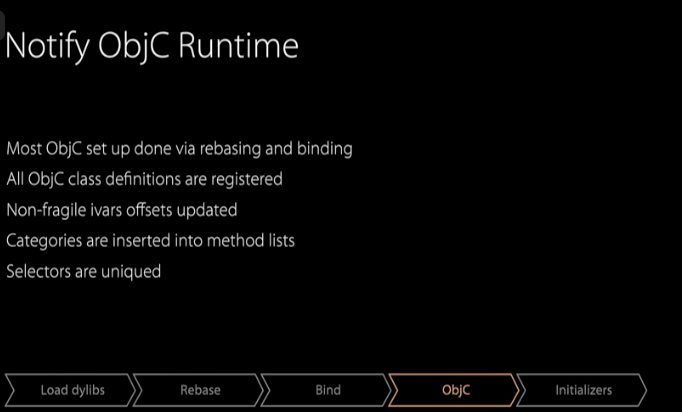 Notify ObjC Runtime
Most ObjC set up done via rebasing and binding
All ObjC class definitions are registered
Non-fragile ivars offsets updated
Categories are inserted into method lists
Selectors are uniqued
Load dylibs
Rebase
Bind
ObjC
Initializers